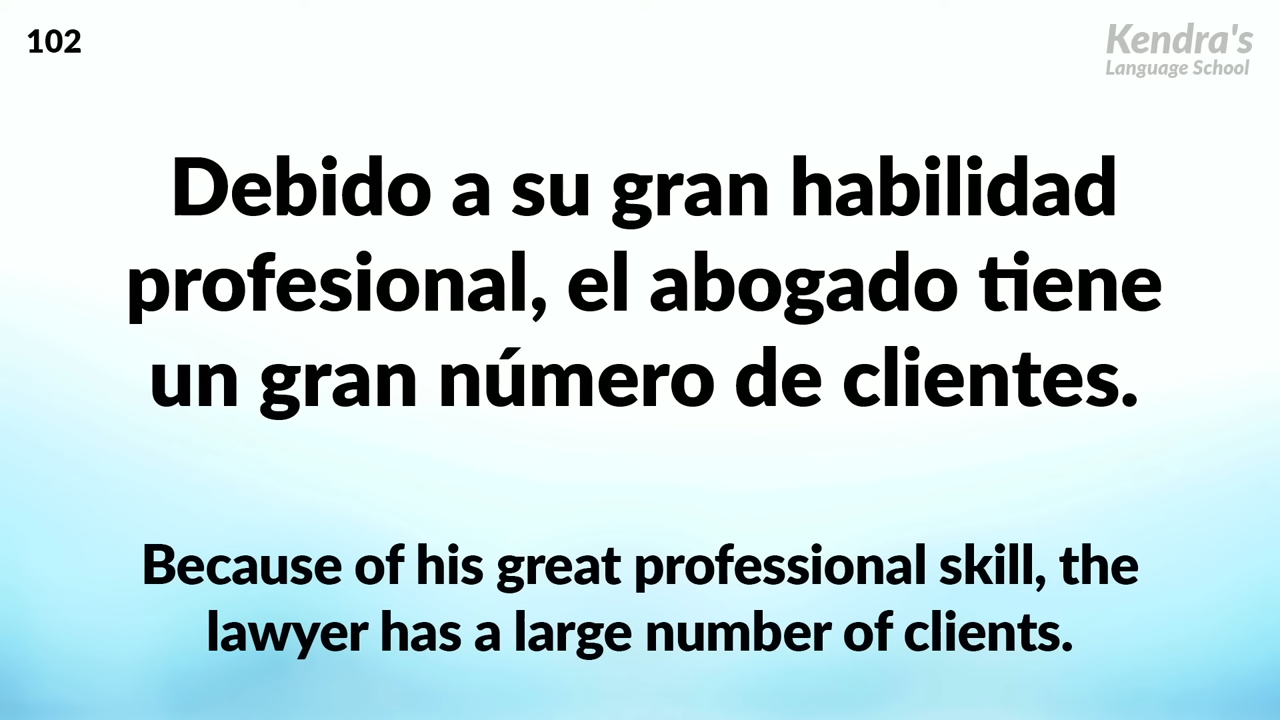 102
Kendra's
Language School
Debido a su gran habilidad
profesional, el abogado tiene
un gran número de clientes.
Because of his great professional skill, the
lawyer has a large number of clients.